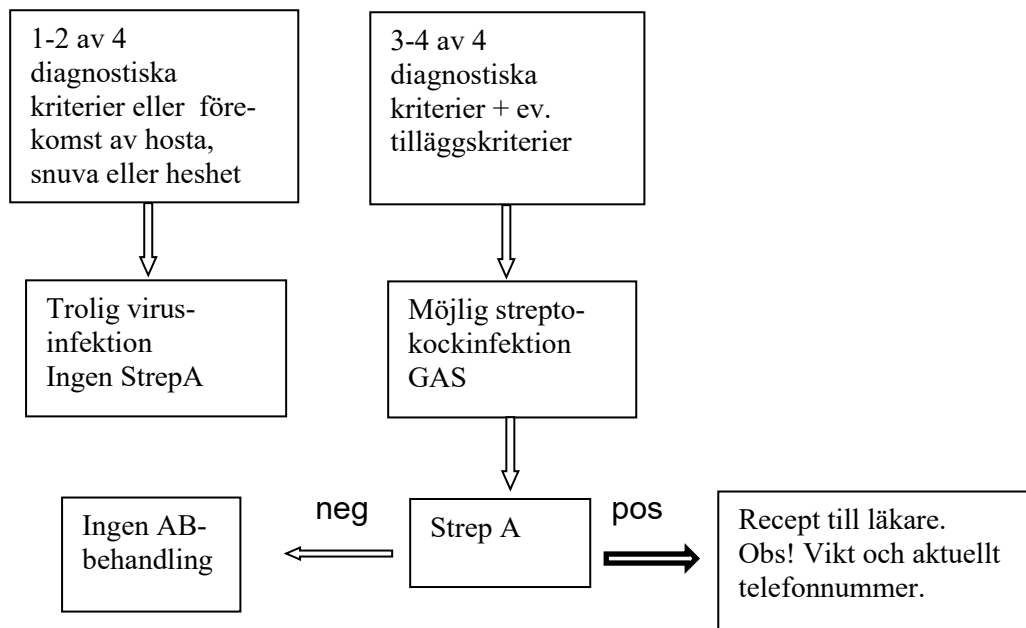 1-2 av 4
diagnostiska
kriterier eller  före-
komst av hosta,
snuva eller heshet
3-4 av 4
diagnostiska
kriterier + ev.
tilläggskriterier
Trolig virus-
infektion
Ingen StrepA
Möjlig strepto-
kockinfektion
GAS
Ingen AB-
behandling
neg
Strep A
pos
Recept till läkare.
Obs! Vikt och aktuellt
telefonnummer.